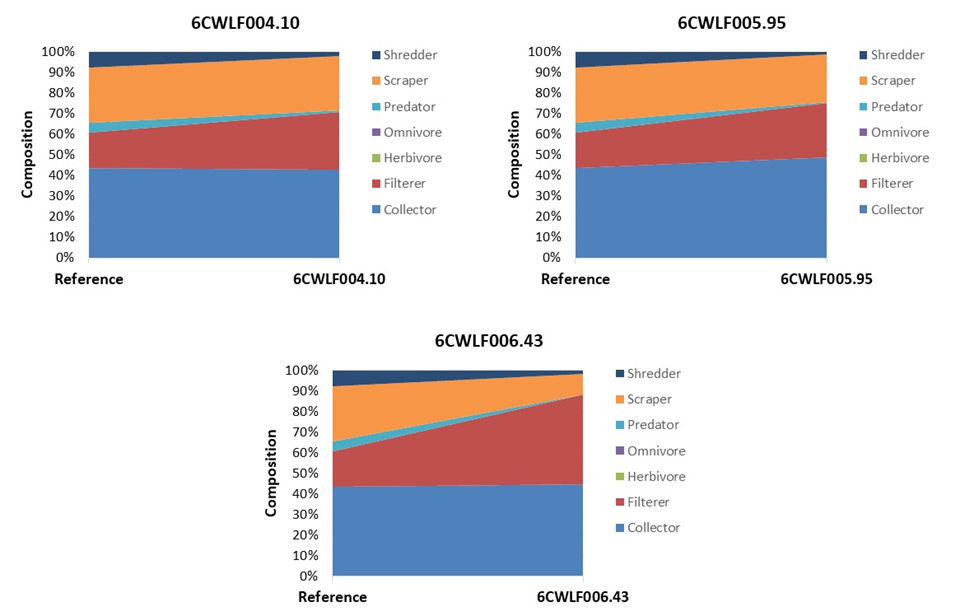 6CWLF004.10
100%
90%
80%
70%
60%
50%
40%
30%
20%
10%
0%
Composition
Reference
6CWLF004.10
Shredder
Scraper
Predator
Omnivore
Herbivore
Filterer
Collector
6CWLF005.95
100%
90%
80%
70%
60%
50%
40%
30%
20%
10%
0%
Composition
Reference
6CWLF005.95
Shredder
Scraper
Predator
Omnivore
Herbivore
Filterer
Collector
6CWLF006.43
100%
90%
80%
70%
60%
50%
40%
30%
20%
10%
0%
Composition
Reference
6CWLF006.43
Shredder
Scraper
Predator
Omnivore
Herbivore
Filterer
Collector